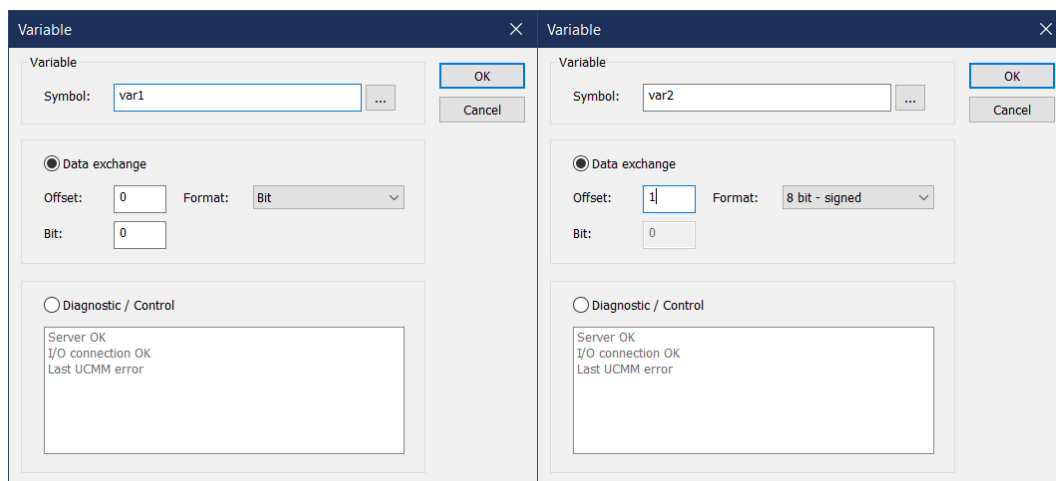 Variable
Variable
OK
Symbol: var1 ...
Cancel
Data exchange
Offset: 0 Format: Bit
Bit: 0
Diagnostic / Control
Server OK
I/O connection OK
Last UCMM error
Variable
Variable
OK
Symbol: var2 ...
Cancel
Data exchange
Offset: 1 Format: 8 bit - signed
Bit: 0
Diagnostic / Control
Server OK
I/O connection OK
Last UCMM error